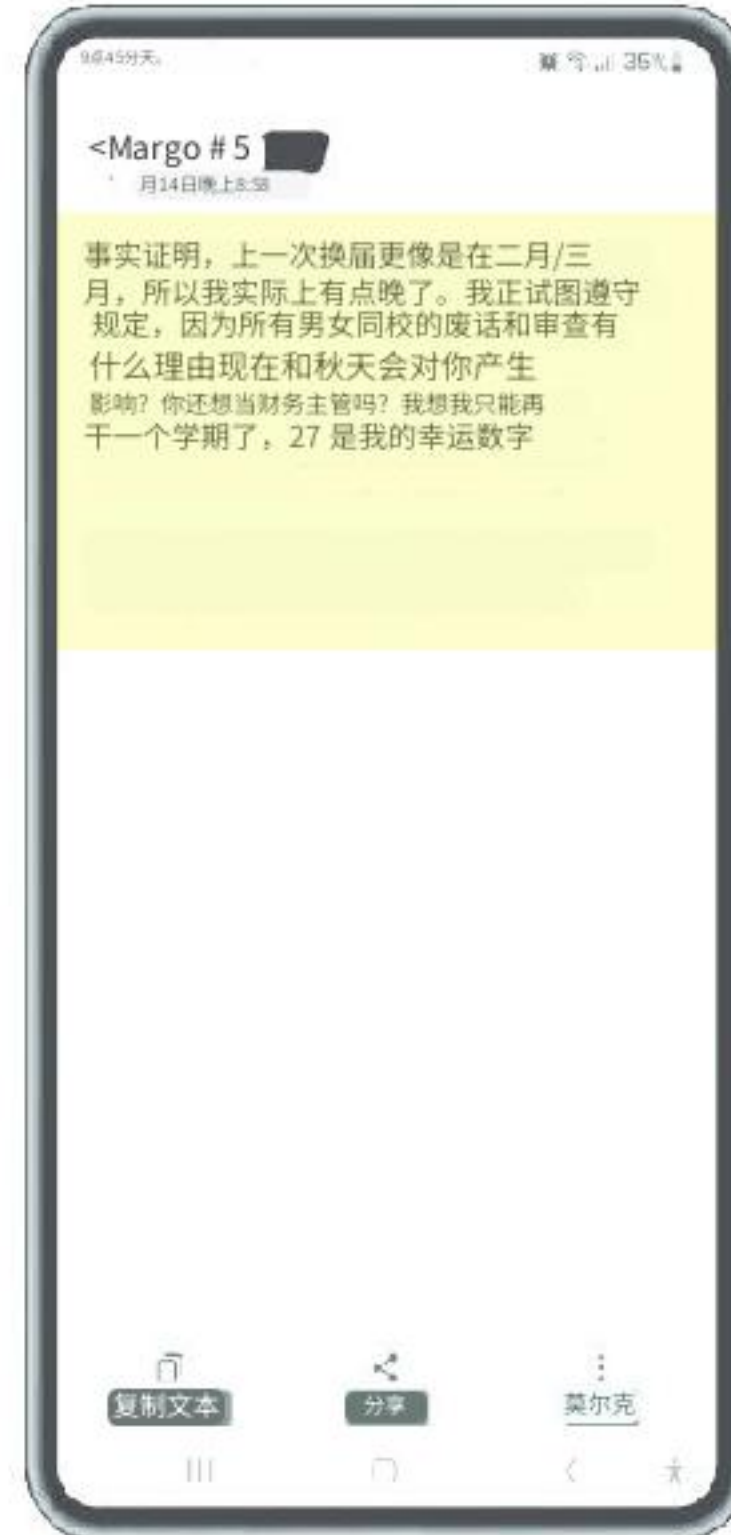 9点45分天。
36%
<Margo # 5
月14日晚上8:58
事实证明，上一次换届更像是在二月/三
月，所以我实际上有点晚了。我正试图遵守
规定，因为所有男女同校的废话和审查有
什么理由现在和秋天会对你产生
影响？你还想当财务主管吗？我想我只能再
干一个学期了，27 是我的幸运数字
复制文本
分享
莫尔克